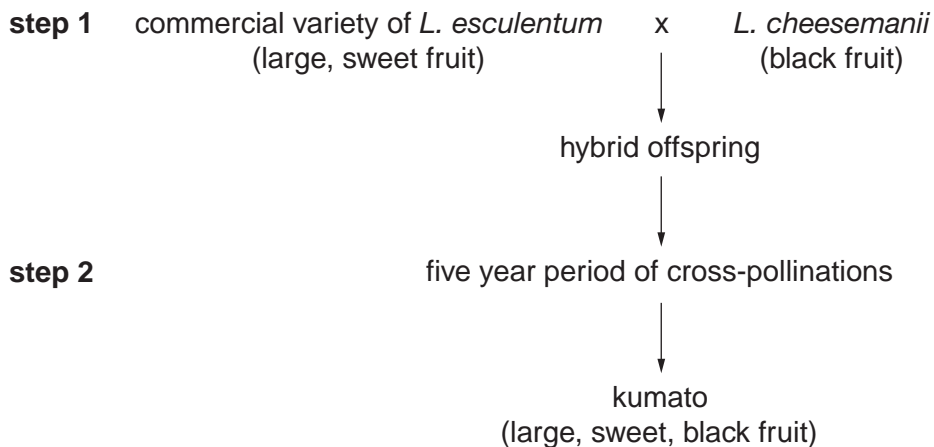 step 1 commercial variety of L. esculentum x L. cheesemanii
(large, sweet fruit) (black fruit)
hybrid offspring
step 2 five year period of cross-pollinations
kumato
(large, sweet, black fruit)